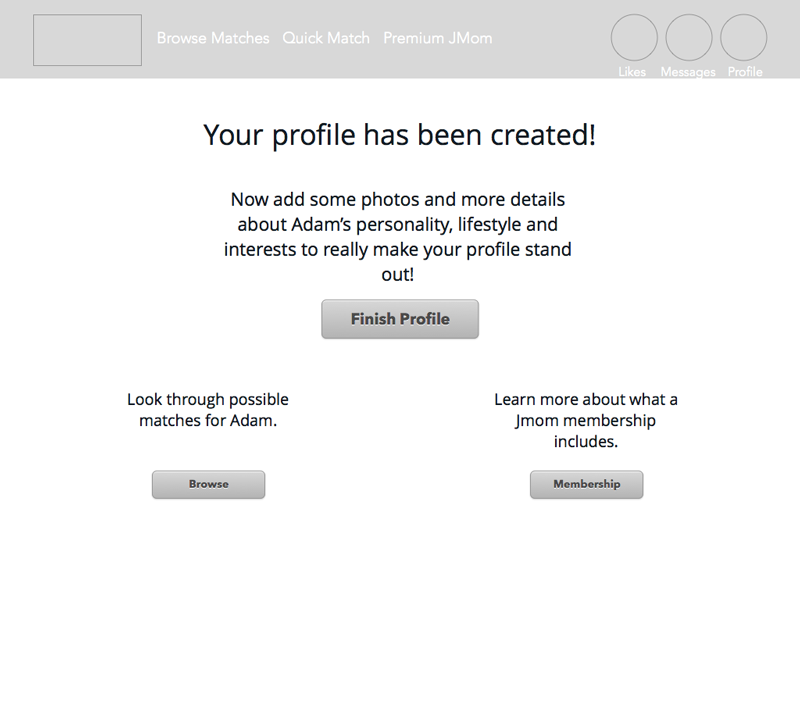 Browse Matches Quick Match Premium JMom
Likes Messages Profile
Your profile has been created!
Now add some photos and more details
about Adam’s personality, lifestyle and
interests to really make your profile stand
out!
Finish Profile
Look through possible
matches for Adam.
Browse
Learn more about what a
Jmom membership
includes.
Membership